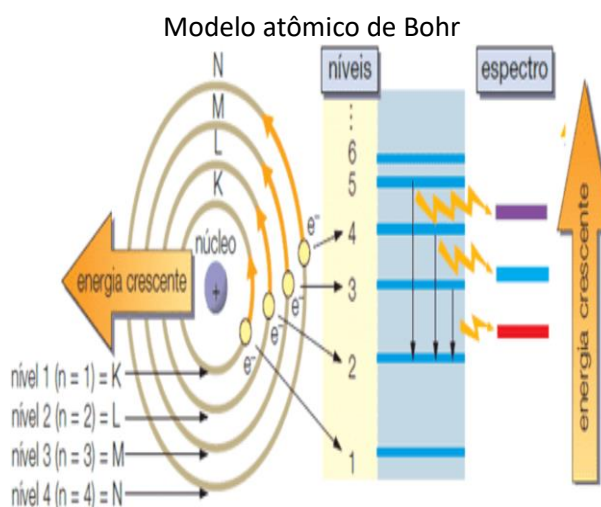 Modelo atômico de Bohr
N
M
L
K
núcleo
+
energia crescente
e⁻
e⁻
e⁻
e⁻
nível 1 (n = 1) = K
nível 2 (n = 2) = L
nível 3 (n = 3) = M
nível 4 (n = 4) = N
níveis
⋮
6
5
4
3
2
1
espectro
energia crescente